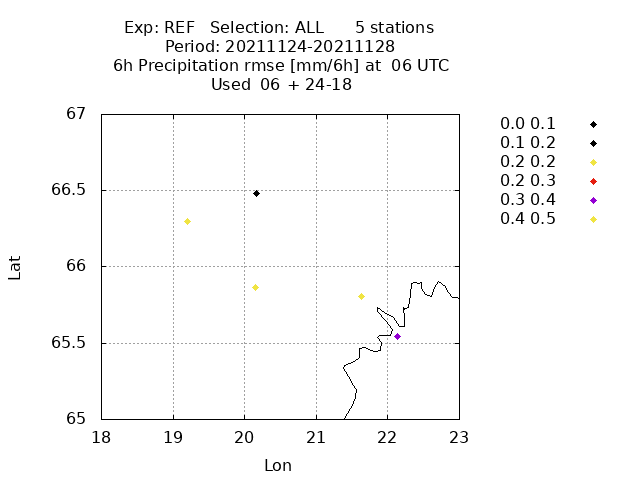 Exp: REF   Selection: ALL      5 stations
Period: 20211124-20211128
6h Precipitation rmse [mm/6h] at  06 UTC
Used  06 + 24-18
67
66.5
66
65.5
65
Lat
18 19 20 21 22 23
Lon
0.0 0.1
0.1 0.2
0.2 0.2
0.2 0.3
0.3 0.4
0.4 0.5